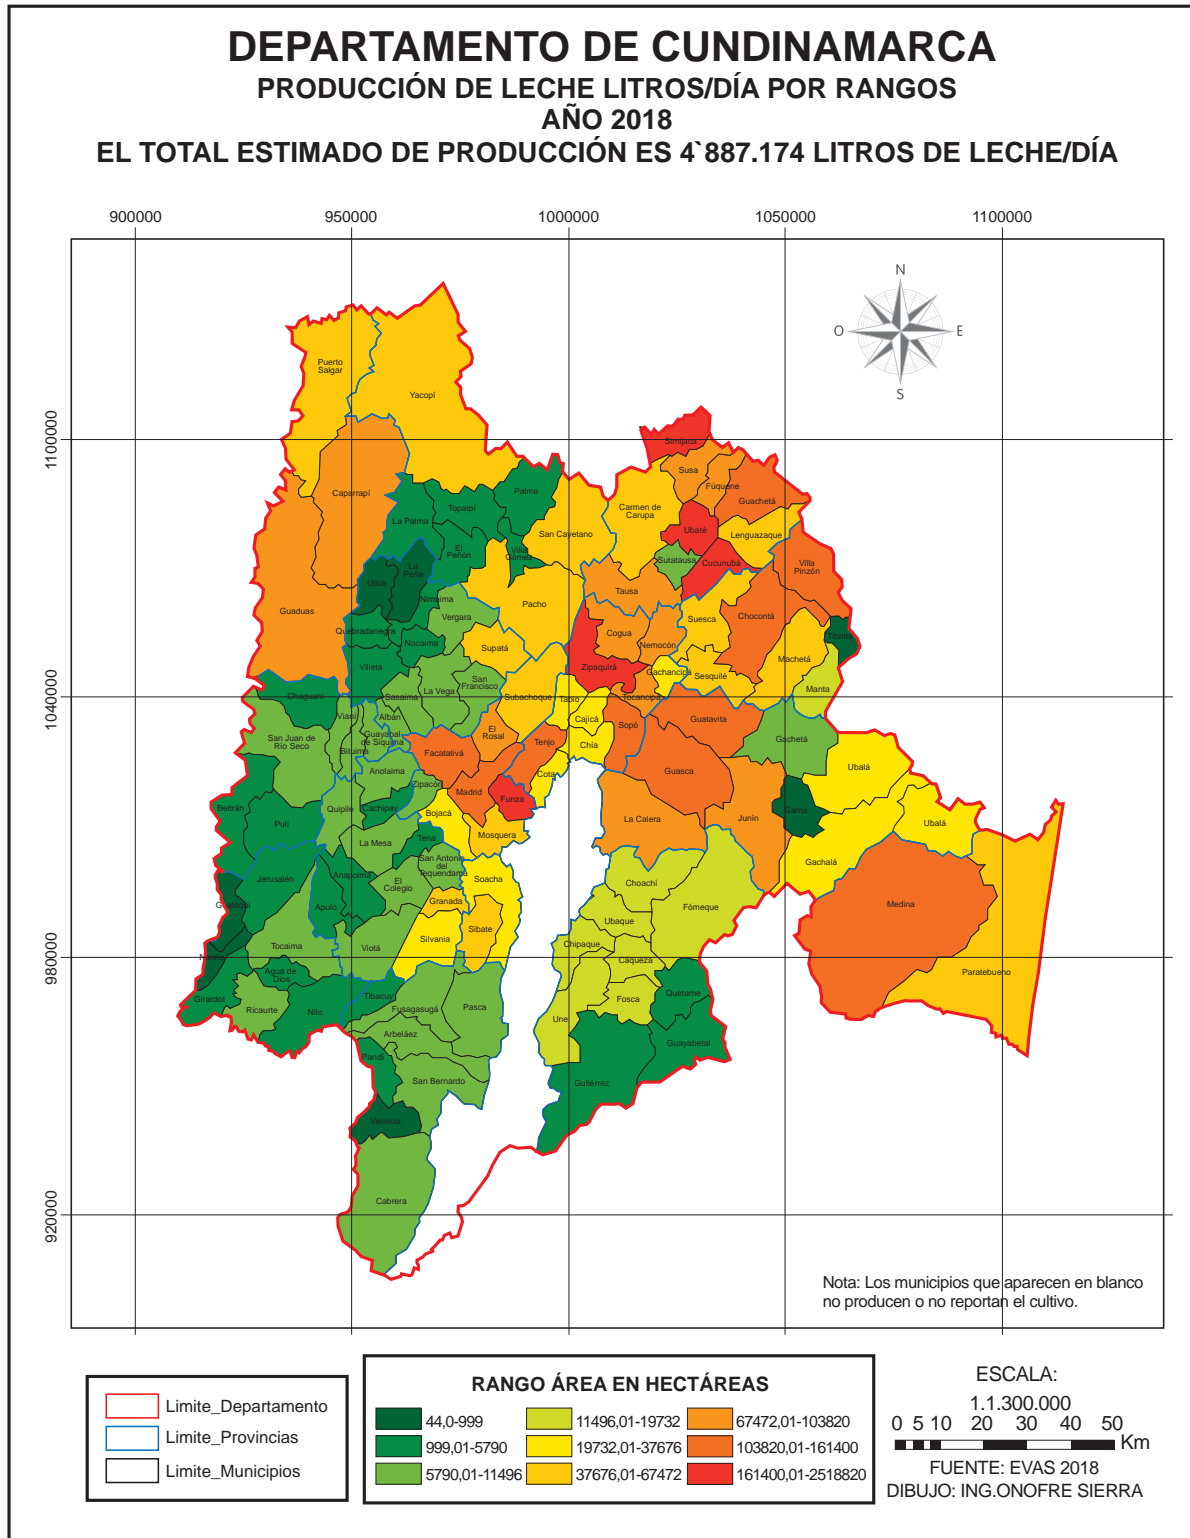 DEPARTAMENTO DE CUNDINAMARCA
PRODUCCIÓN DE LECHE LITROS/DÍA POR RANGOS
AÑO 2018
EL TOTAL ESTIMADO DE PRODUCCIÓN ES 4`887.174 LITROS DE LECHE/DÍA
900000
950000
1000000
1050000
1100000
N
O
E
S
1100000
1040000
980000
920000
Puerto
Salgar
Yacopí
Caparrapí
Guaduas
La Palma
Topaipí
Palme
El
Peñón
Villa
Gómez
San Cayetano
Carmen de
Carupa
Simijaca
Susa
Fúquene
Guachetá
Ubaté
Lenguazaque
Sutatausa
Cucunubá
Villa
Pinzón
Utica
La
Peña
Nimaima
Vergara
Pacho
Tausa
Quebradanegra
Nocaima
Supatá
Cogua
Nemocón
Suesca
Chocontá
Tibirita
Machetá
Villeta
Zipaquirá
Gachancipá
Sesquilé
Manta
Chaguaní
Sasaima
La Vega
San
Francisco
Subachoque
Tabio
Tocancipá
Vianí
Albán
Cajicá
Sopó
Guatavita
Gachetá
San Juan de
Río Seco
Bituima
Guayabal
de Siquima
Facatativá
El
Rosal
Tenjo
Chía
Anolaima
Zipacón
Cota
Guasca
Ubalá
Beltrán
Pulí
Quipile
Cachipay
Madrid
Funza
Bojacá
Mosquera
La Calera
Junín
Gama
Ubalá
La Mesa
Tena
San Antonio
del
Tequendama
Gachalá
Jerusalén
Anapoima
El
Colegio
Soacha
Choachí
Apulo
Granada
Fómeque
Medina
Guataquí
Sibate
Ubaque
Tocaima
Viotá
Silvania
Chipaque
Nariño
Cáqueza
Paratebueno
Agua de
Dios
Girardot
Ricaurte
Nilo
Tibacuy
Fusagasugá
Pasca
Fosca
Quetame
Une
Arbeláez
Guayabetal
Pandi
San Bernardo
Gutiérrez
Venecia
Cabrera
Nota: Los municipios que aparecen en blanco
no producen o no reportan el cultivo.
Limite_Departamento
Limite_Provincias
Limite_Municipios
RANGO ÁREA EN HECTÁREAS
44,0-999
11496,01-19732
67472,01-103820
999,01-5790
19732,01-37676
103820,01-161400
5790,01-11496
37676,01-67472
161400,01-2518820
ESCALA:
1.1.300.000
0 5 10 20 30 40 50
Km
FUENTE: EVAS 2018
DIBUJO: ING.ONOFRE SIERRA